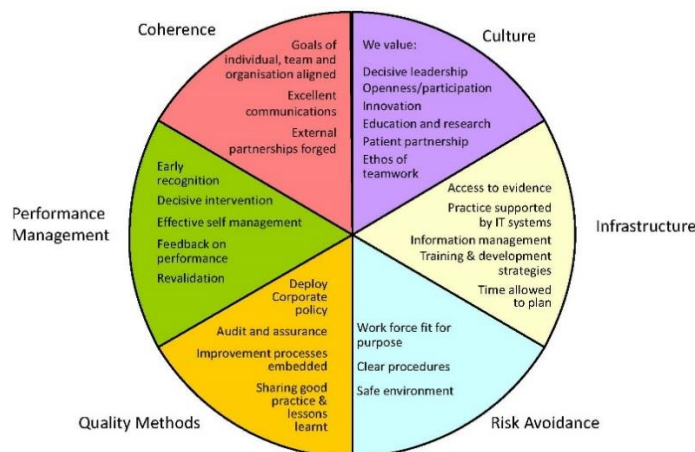 Coherence
Goals of
individual, team and
organisation aligned
Excellent
communications
External
partnerships forged
Culture
We value:
Decisive leadership
Openness/participation
Innovation
Education and research
Patient partnership
Ethos of
teamwork
Infrastructure
Access to evidence
Practice supported
by IT systems
Information management
Training & development
strategies
Time allowed
to plan
Risk Avoidance
Work force fit for
purpose
Clear procedures
Safe environment
Quality Methods
Deploy
Corporate
policy
Audit and assurance
Improvement processes
embedded
Sharing good
practice &
lessons
learnt
Performance
Management
Early
recognition
Decisive intervention
Effective self management
Feedback on
performance
Revalidation